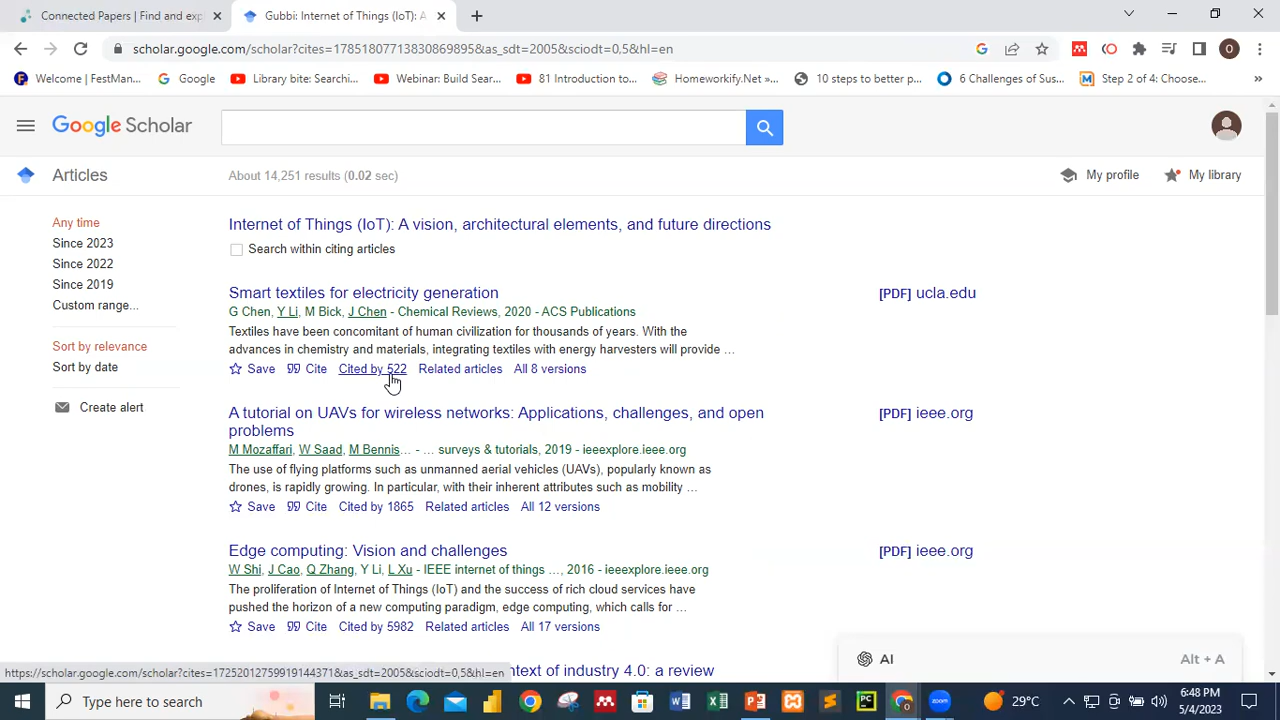 Connected Papers | Find and exp
Gubbi: Internet of Things (IoT): A
scholar.google.com/scholar?cites=17851807713830869895&as_sdt=2005&sciodt=0,5&hl=en
O
Welcome | FestMan...
Google
Library bite: Searchi...
Webinar: Build Sear...
81 Introduction to...
Homeworkify.Net »...
10 steps to better p...
6 Challenges of Sus...
Step 2 of 4: Choose...
»
Google Scholar
Articles
About 14,251 results (0.02 sec)
My profile
My library
Any time
Since 2023
Since 2022
Since 2019
Custom range...
Sort by relevance
Sort by date
Create alert
Internet of Things (IoT): A vision, architectural elements, and future directions
Search within citing articles
Smart textiles for electricity generation
[PDF] ucla.edu
G Chen, Y Li, M Bick, J Chen - Chemical Reviews, 2020 - ACS Publications
Textiles have been concomitant of human civilization for thousands of years. With the
advances in chemistry and materials, integrating textiles with energy harvesters will provide …
Save Cite Cited by 522 Related articles All 8 versions
A tutorial on UAVs for wireless networks: Applications, challenges, and open
problems
[PDF] ieee.org
M Mozaffari, W Saad, M Bennis… - … surveys & tutorials, 2019 - ieeexplore.ieee.org
The use of flying platforms such as unmanned aerial vehicles (UAVs), popularly known as
drones, is rapidly growing. In particular, with their inherent attributes such as mobility …
Save Cite Cited by 1865 Related articles All 12 versions
Edge computing: Vision and challenges
[PDF] ieee.org
W Shi, J Cao, Q Zhang, Y Li, L Xu - IEEE internet of things …, 2016 - ieeexplore.ieee.org
The proliferation of Internet of Things (IoT) and the success of rich cloud services have
pushed the horizon of a new computing paradigm, edge computing, which calls for …
Save Cite Cited by 5982 Related articles All 17 versions
AI
Alt + A
https://scholar.google.com/scholar?cites=17252012759919144371&as_sdt=2005&sciodt=0,5&hl=en
ntext of industry 4.0: a review
Type here to search
PC
zoom
29°C
6:48 PM
5/4/2023